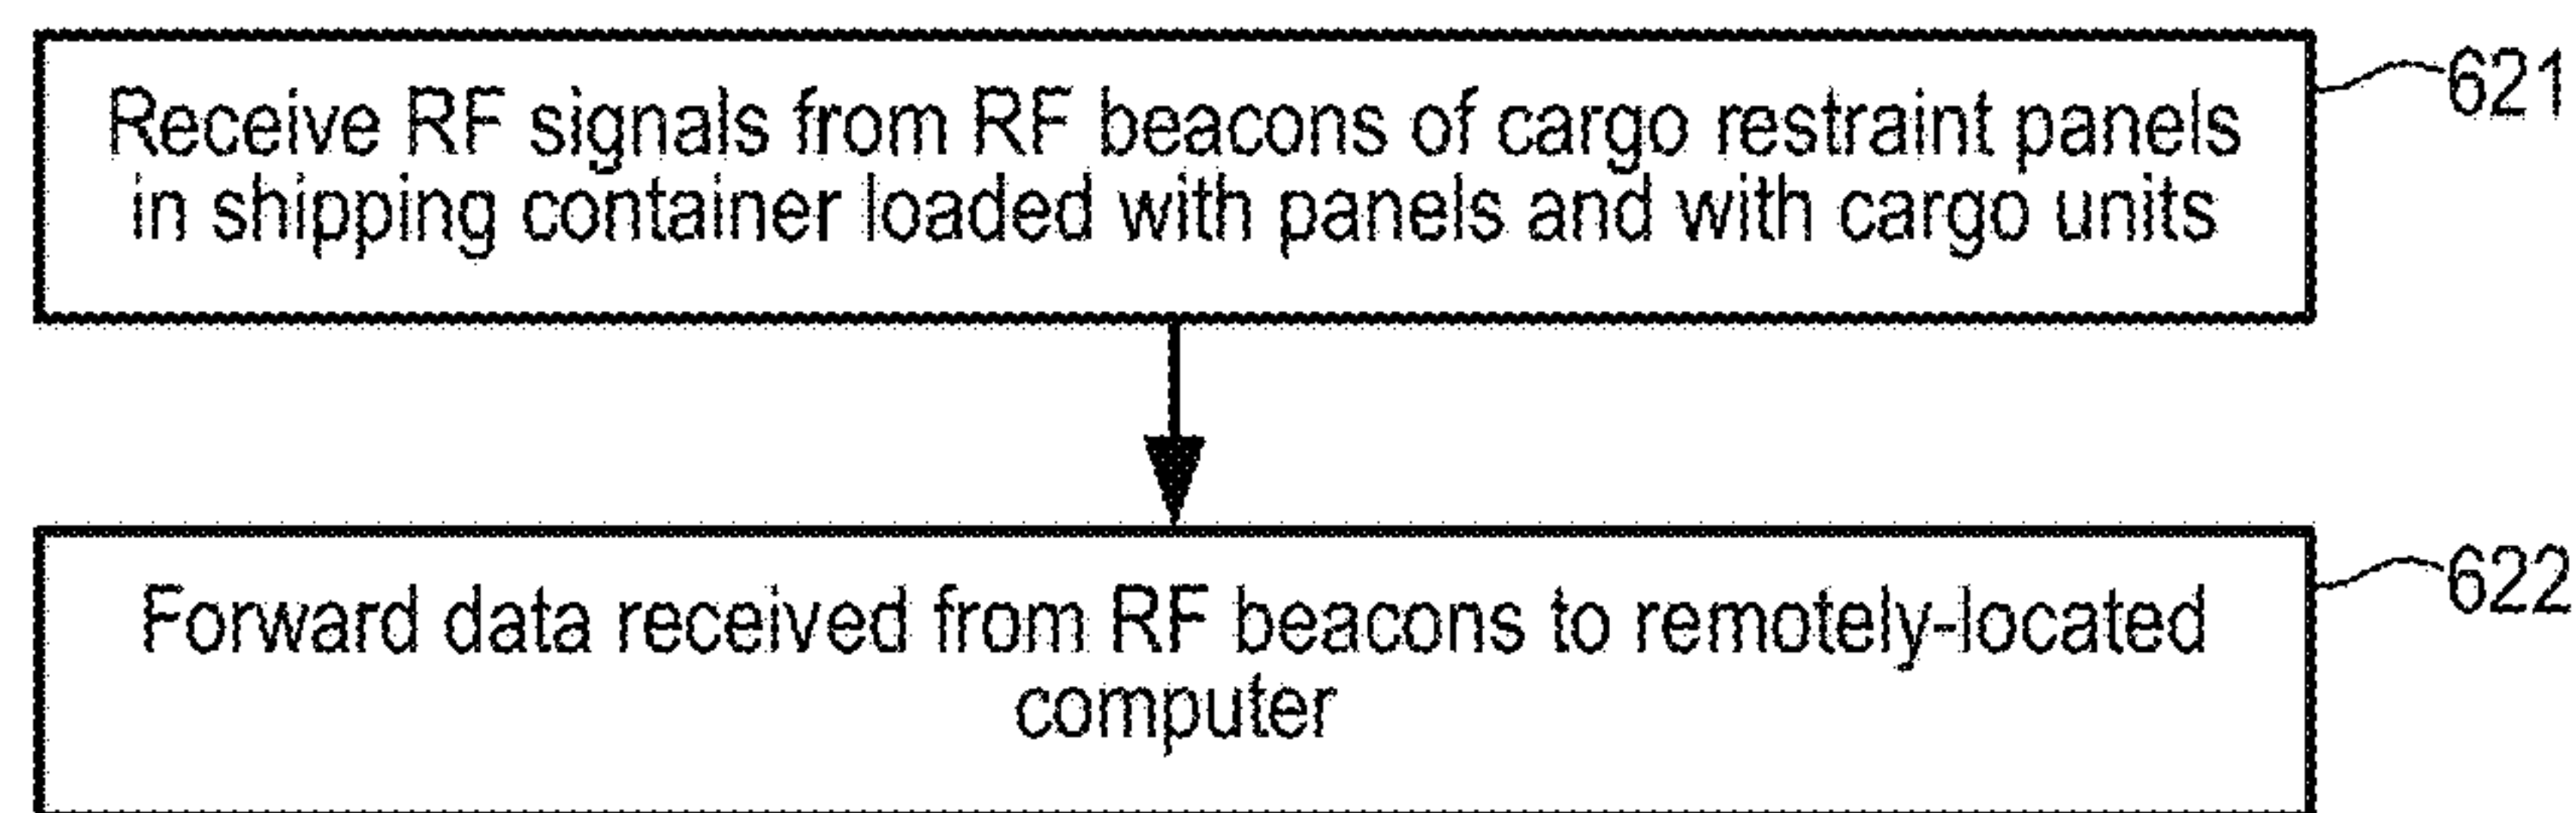 Receive RF signals from RF beacons of cargo restraint panels
in shipping container loaded with panels and with cargo units
621
Forward data received from RF beacons to remotely-located
computer
622